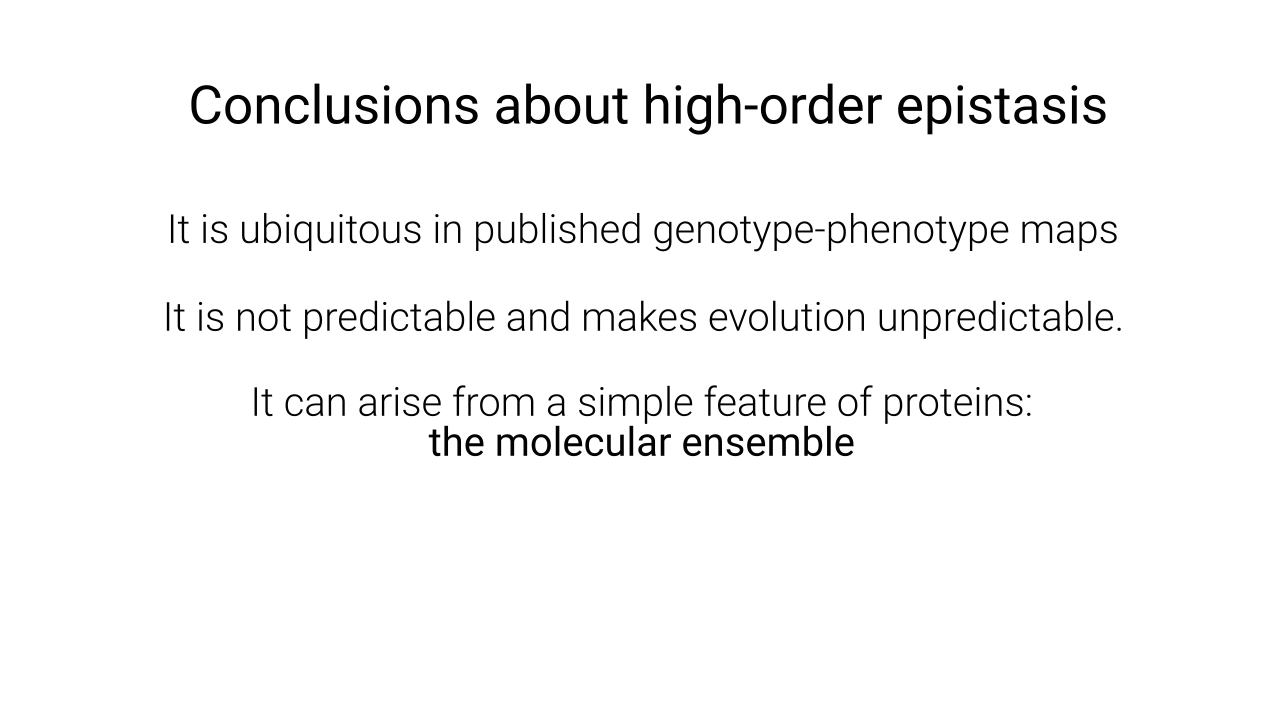 Conclusions about high-order epistasis
It is ubiquitous in published genotype-phenotype maps
It is not predictable and makes evolution unpredictable.
It can arise from a simple feature of proteins:
the molecular ensemble